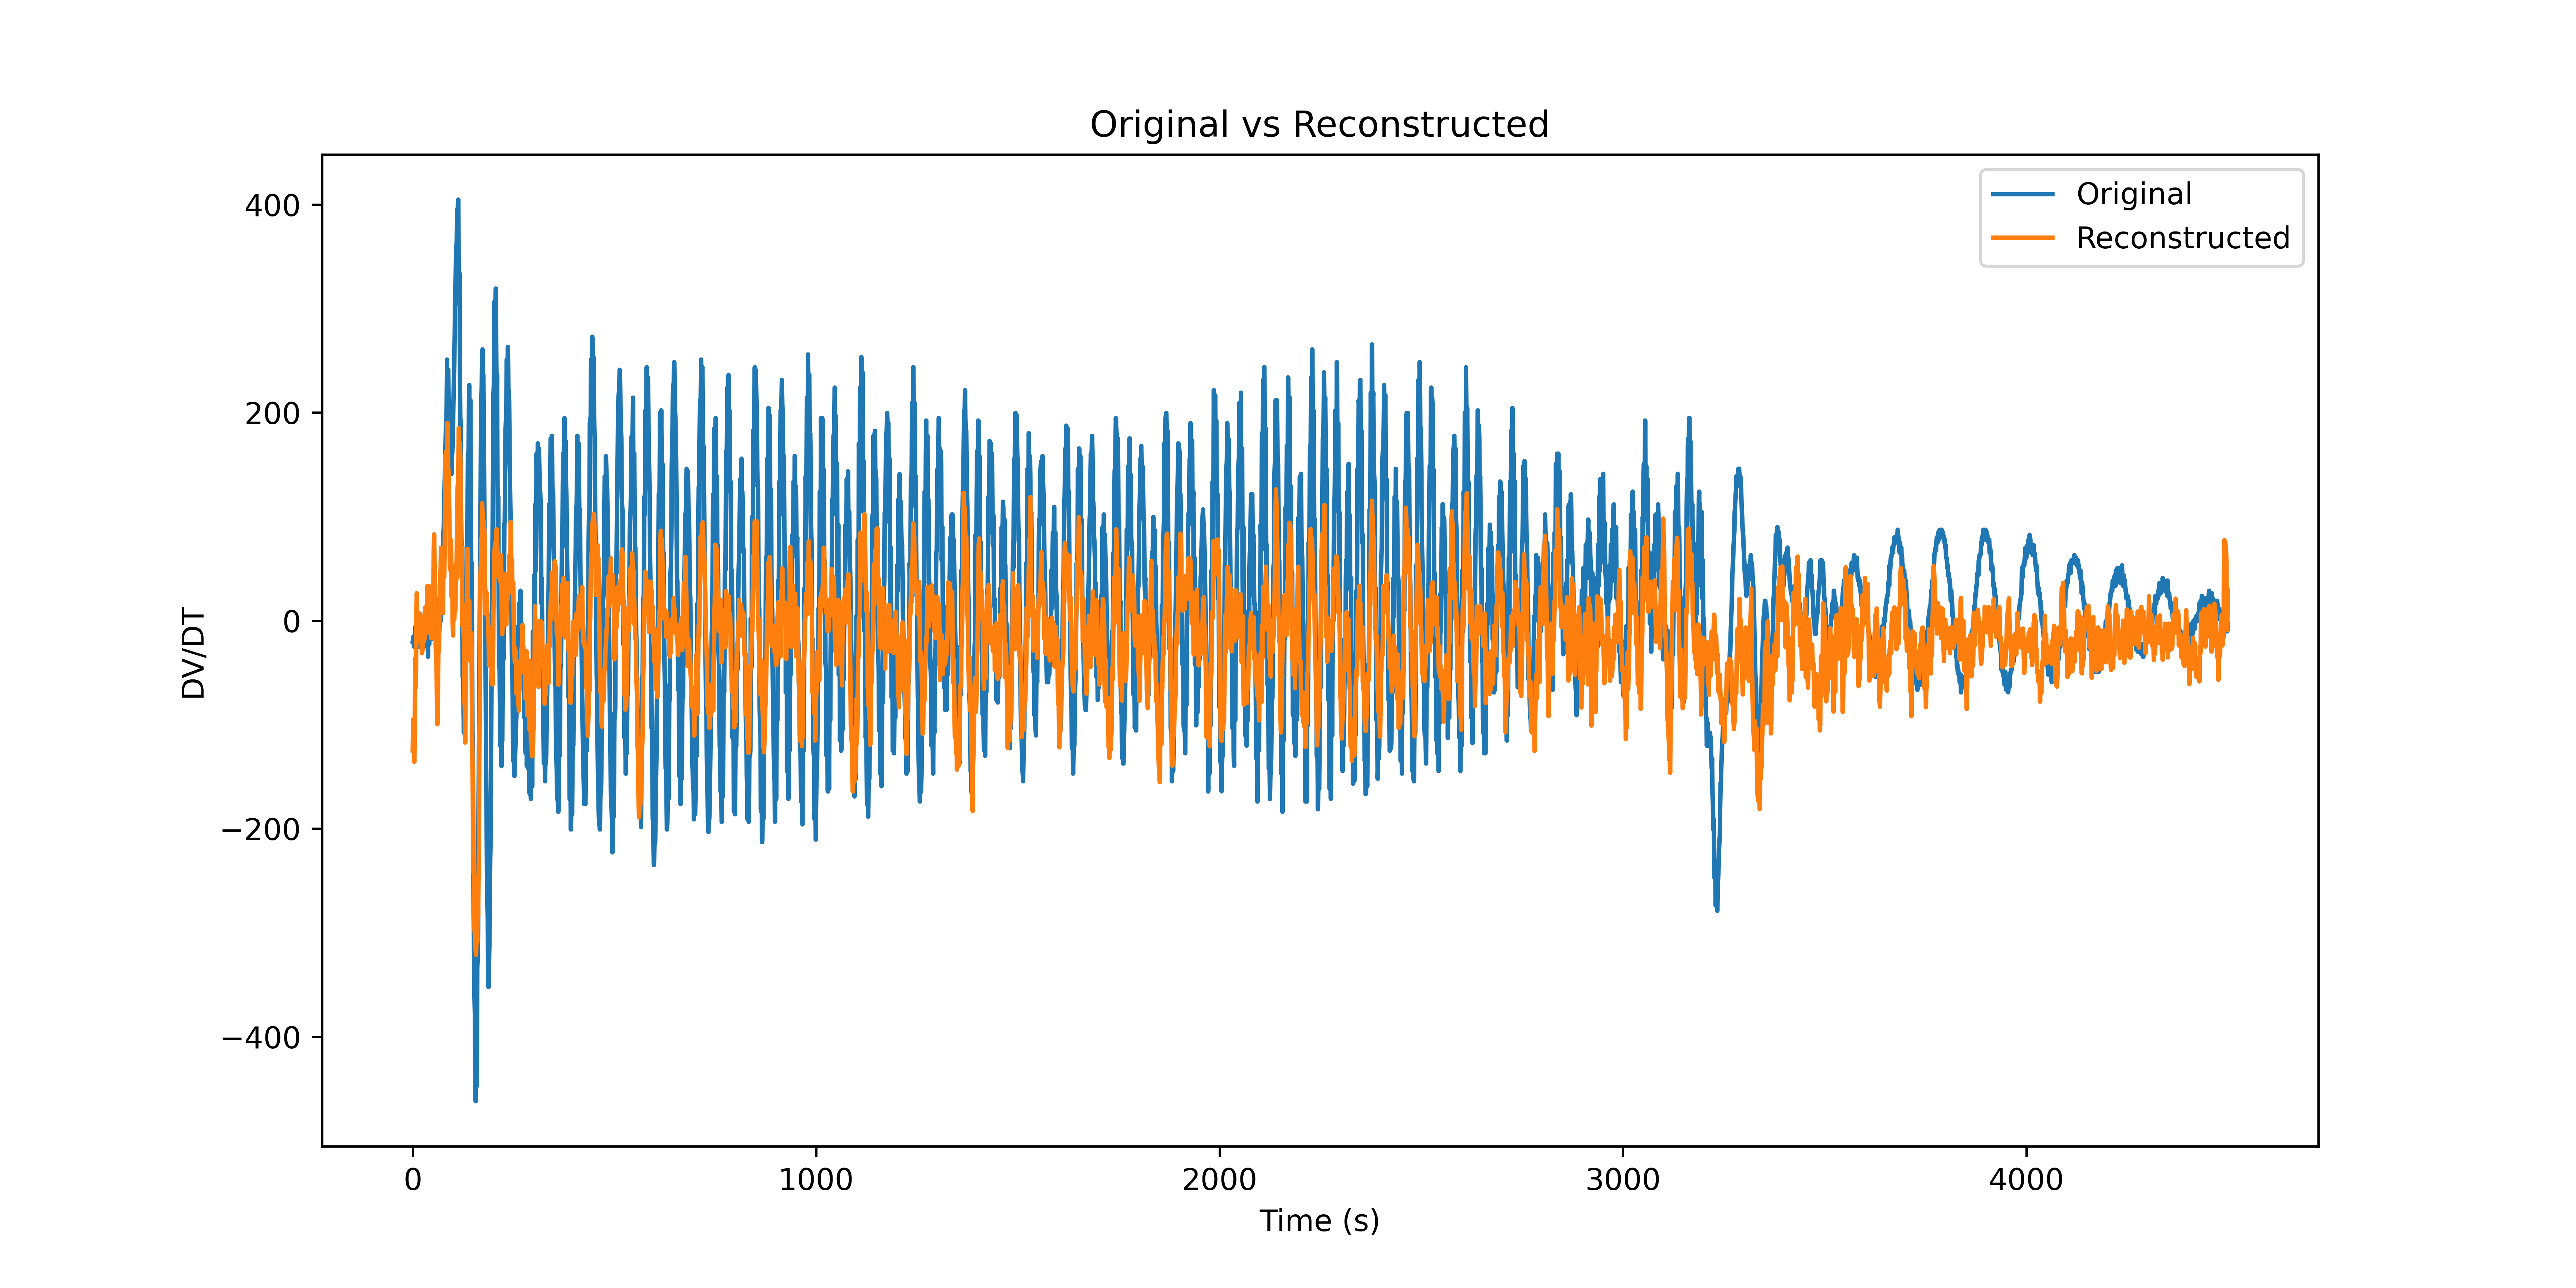 Original vs Reconstructed
Original
Reconstructed
400
200
0
−200
−400
DV/DT
0 1000 2000 3000 4000
Time (s)